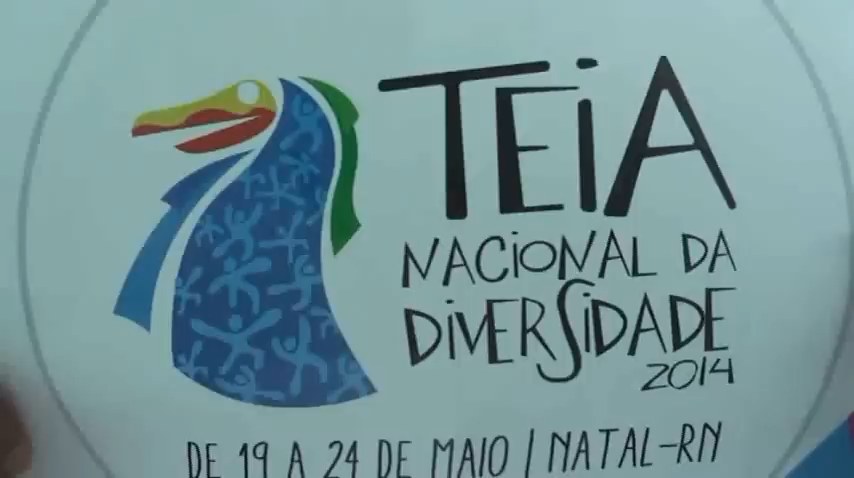 TEiA
NACiONAL DA
DiVERSiDADE
2014
DE 19 A 24 DE MAIO | NATAL-RN